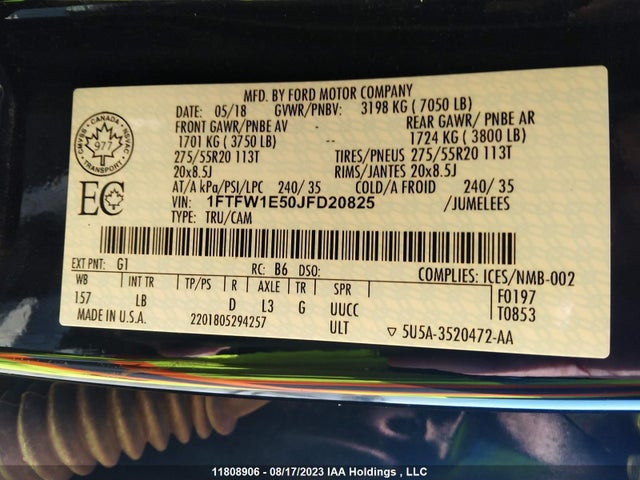 MFD. BY FORD MOTOR COMPANY
DATE: 05/18 GVWR/PNBV: 3198 KG ( 7050 LB)
FRONT GAWR/PNBE AV REAR GAWR/ PNBE AR
1701 KG ( 3750 LB) -- 1724 KG ( 3800 LB)
275/55R20 113T TIRES/PNEUS 275/55R20 113T
20x8.5J RIMS/JANTES 20x8.5J
AT/A kPa/PSI/LPC 240/ 35 COLD/A FROID 240/ 35
VIN: 1FTFW1E50JFD20825 /JUMELEES
TYPE: TRU/CAM
CANADA
CMVSS NSVAC
977
TRANSPORT
EC
EXT PNT: G1 RC: B6 DSO: COMPLIES: ICES/NMB-002
WB INT TR TP/PS R AXLE TR SPR F0197
157 LB D L3 G UUCC T0853
MADE IN U.S.A. 2201805294257 ULT ▽ 5U5A-3520472-AA
11808906 - 08/17/2023 IAA Holdings , LLC